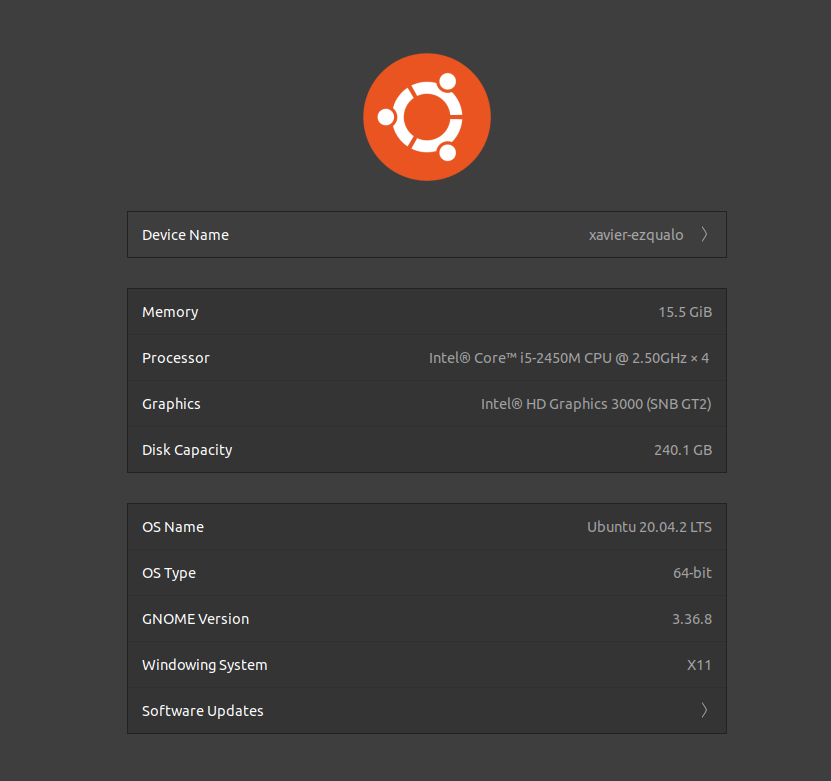 Device Name xavier-ezqualo
Memory 15.5 GiB
Processor Intel® Core™ i5-2450M CPU @ 2.50GHz × 4
Graphics Intel® HD Graphics 3000 (SNB GT2)
Disk Capacity 240.1 GB
OS Name Ubuntu 20.04.2 LTS
OS Type 64-bit
GNOME Version 3.36.8
Windowing System X11
Software Updates